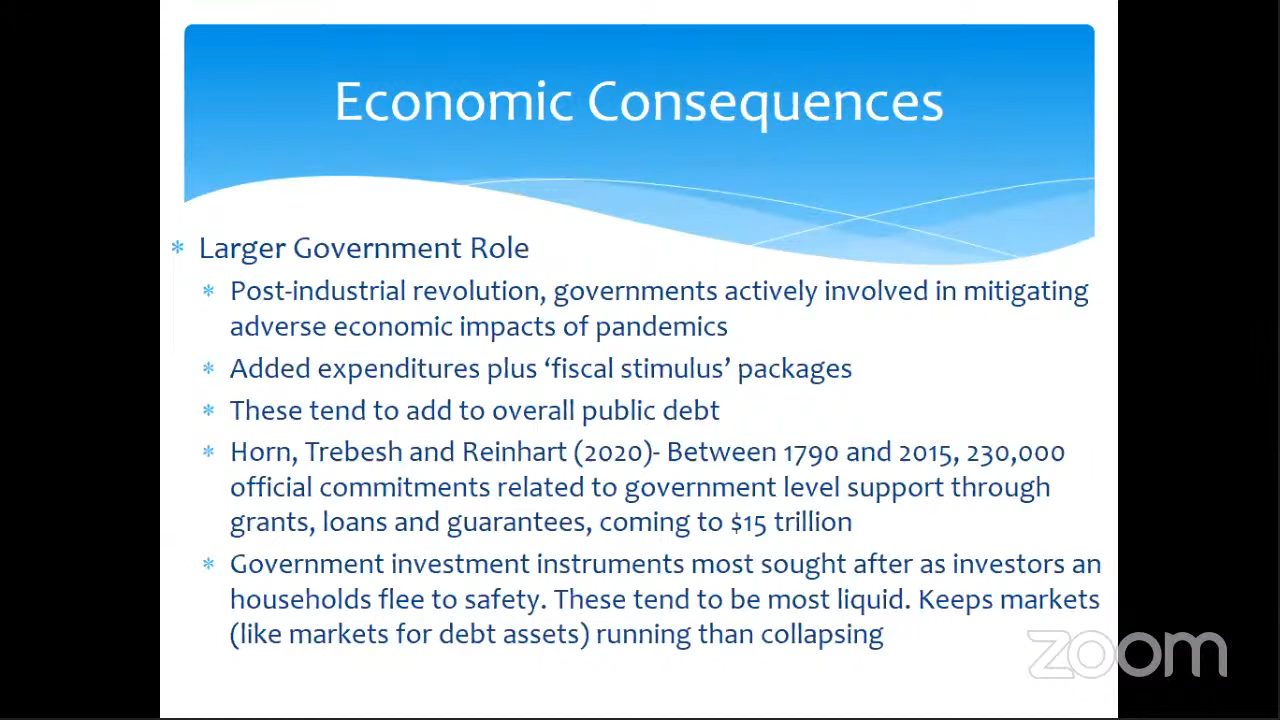 Economic Consequences
* Larger Government Role
* Post-industrial revolution, governments actively involved in mitigating
adverse economic impacts of pandemics
* Added expenditures plus ‘fiscal stimulus’ packages
* These tend to add to overall public debt
* Horn, Trebesh and Reinhart (2020)- Between 1790 and 2015, 230,000
official commitments related to government level support through
grants, loans and guarantees, coming to $15 trillion
* Government investment instruments most sought after as investors an
households flee to safety. These tend to be most liquid. Keeps markets
(like markets for debt assets) running than collapsing
zoom